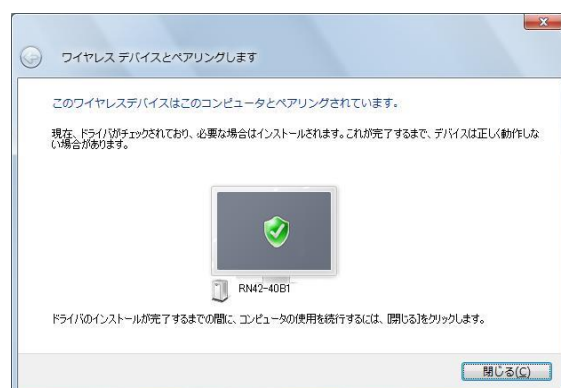 ワイヤレス デバイスとペアリングします
このワイヤレスデバイスはこのコンピュータとペアリングされています。
現在、ドライバがチェックされており、必要な場合はインストールされます。これが完了するまで、デバイスは正しく動作しな
い場合があります。
RN42-40B1
ドライバのインストールが完了するまでの間に、コンピュータの使用を続行するには、[閉じる]をクリックします。
閉じる(C)